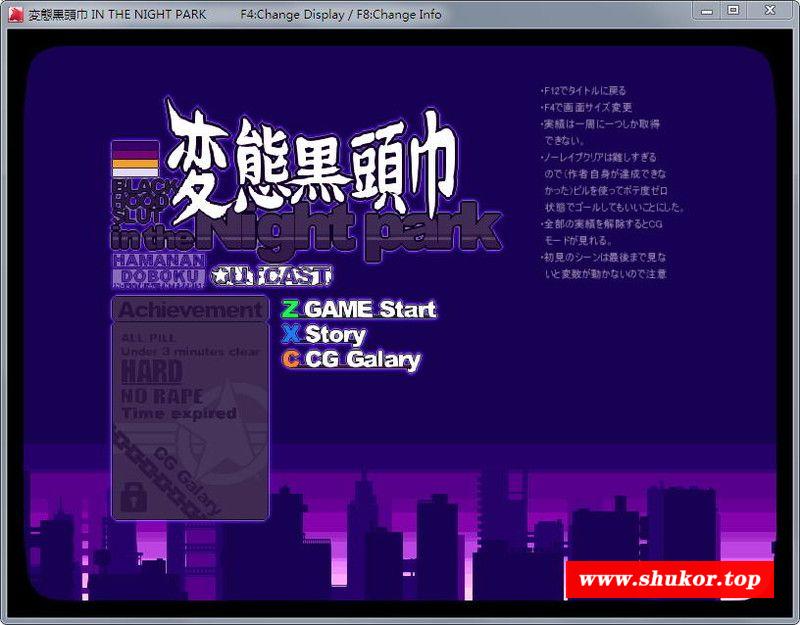 変態黒頭巾 IN THE NIGHT PARK F4:Change Display / F8:Change Info
・F12でタイトルに戻る
・F4で画面サイズ変更
・実績は一周に一つしか取得
できない。
・ノーレイプクリアは難しすぎる
ので(作者自身が達成できな
かった)ピルを使ってボテ度ゼロ
状態でゴールしてもいいことにした。
・全部の実績を解除するとCG
モードが見れる。
・初見のシーンは最後まで見な
いと変数が動かないので注意
変態黒頭巾
BLACK
HOOD
SLUT
in the Night park
HAMANAN
DOBOKU
OUTCAST
Achievement
ALL PILL
Under 3 minutes clear
HARD
NO RAPE
Time expired
CG Galary
Z GAME Start
X Story
C CG Galary
www.shukor.top